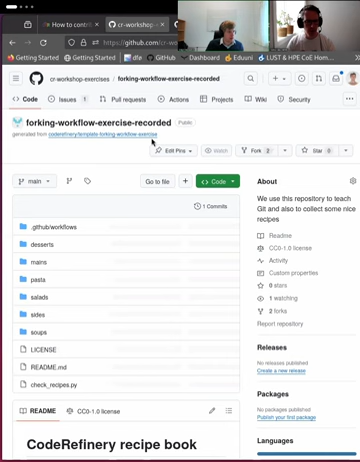 How to contri
cr-workshop-
https://github.com/cr-w
Getting Started
dfe
GitHub
Dashboard
Eduuni
LUST & HPE CoE Hom...
Getting Started
cr-workshop-exercises / forking-workflow-exercise-recorded
Code
Issues 1
Pull requests
Actions
Projects
Wiki
Security
forking-workflow-exercise-recorded
Public
generated from coderefinery/template-forking-workflow-exercise
Edit Pins
Watch
Fork 2
Star 0
main
Go to file
Code
About
We use this repository to teach
Git and also to collect some nice
recipes
1 Commits
.github/workflows
desserts
mains
pasta
salads
sides
soups
LICENSE
README.md
check_recipes.py
Readme
CC0-1.0 license
Activity
Custom properties
0 stars
1 watching
2 forks
Report repository
Releases
No releases published
Create a new release
Packages
No packages published
Publish your first package
Languages
README
CC0-1.0 license
CodeRefinery recipe book